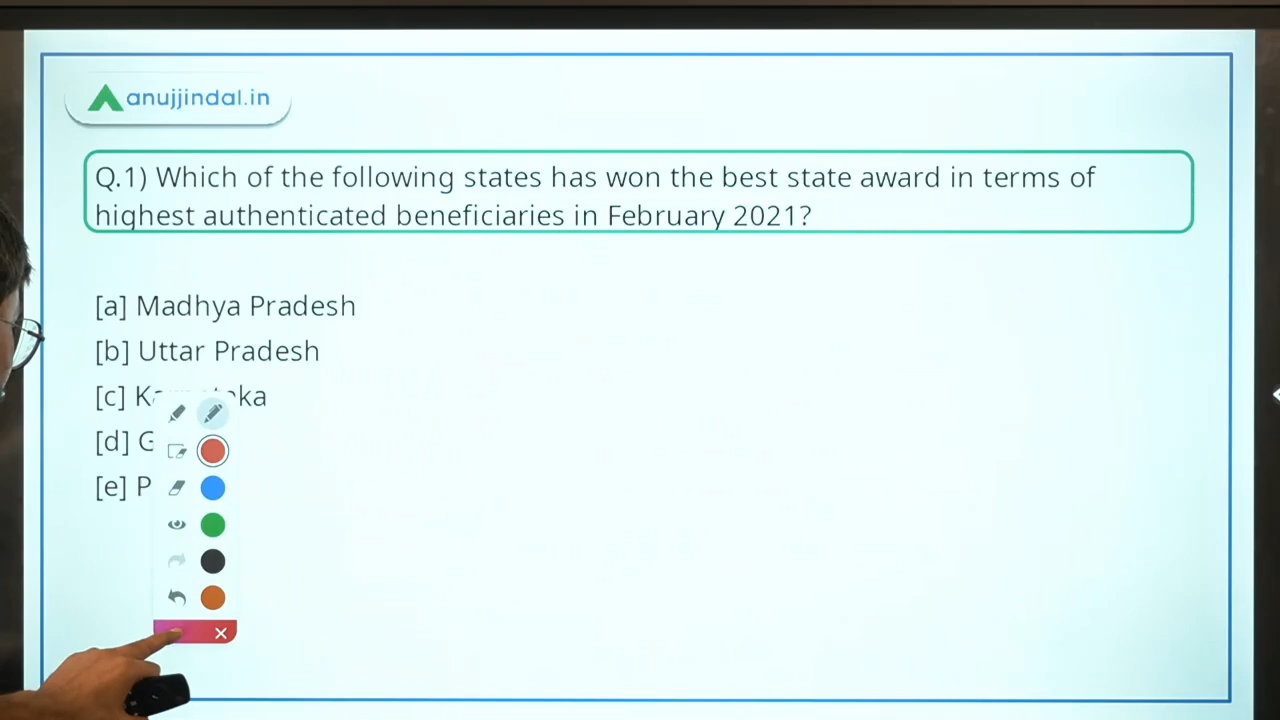 anujjindal.in
Q.1) Which of the following states has won the best state award in terms of
highest authenticated beneficiaries in February 2021?
[a] Madhya Pradesh
[b] Uttar Pradesh
[c]
[d]
[e]